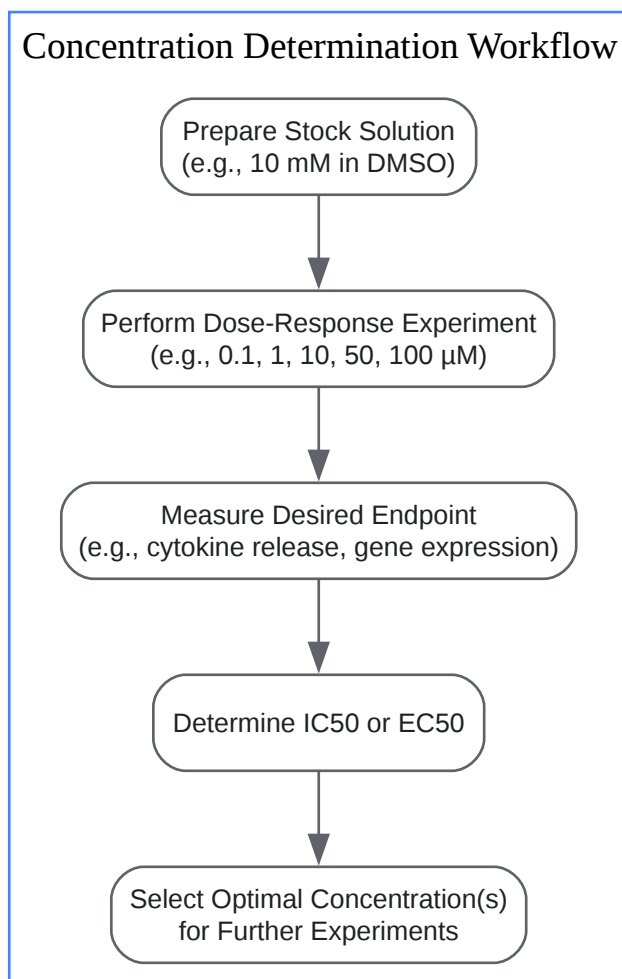 Concentration Determination Workflow
Prepare Stock Solution
(e.g., 10 mM in DMSO)
Perform Dose-Response Experiment
(e.g., 0.1, 1, 10, 50, 100 µM)
Measure Desired Endpoint
(e.g., cytokine release, gene expression)
Determine IC50 or EC50
Select Optimal Concentration(s)
for Further Experiments